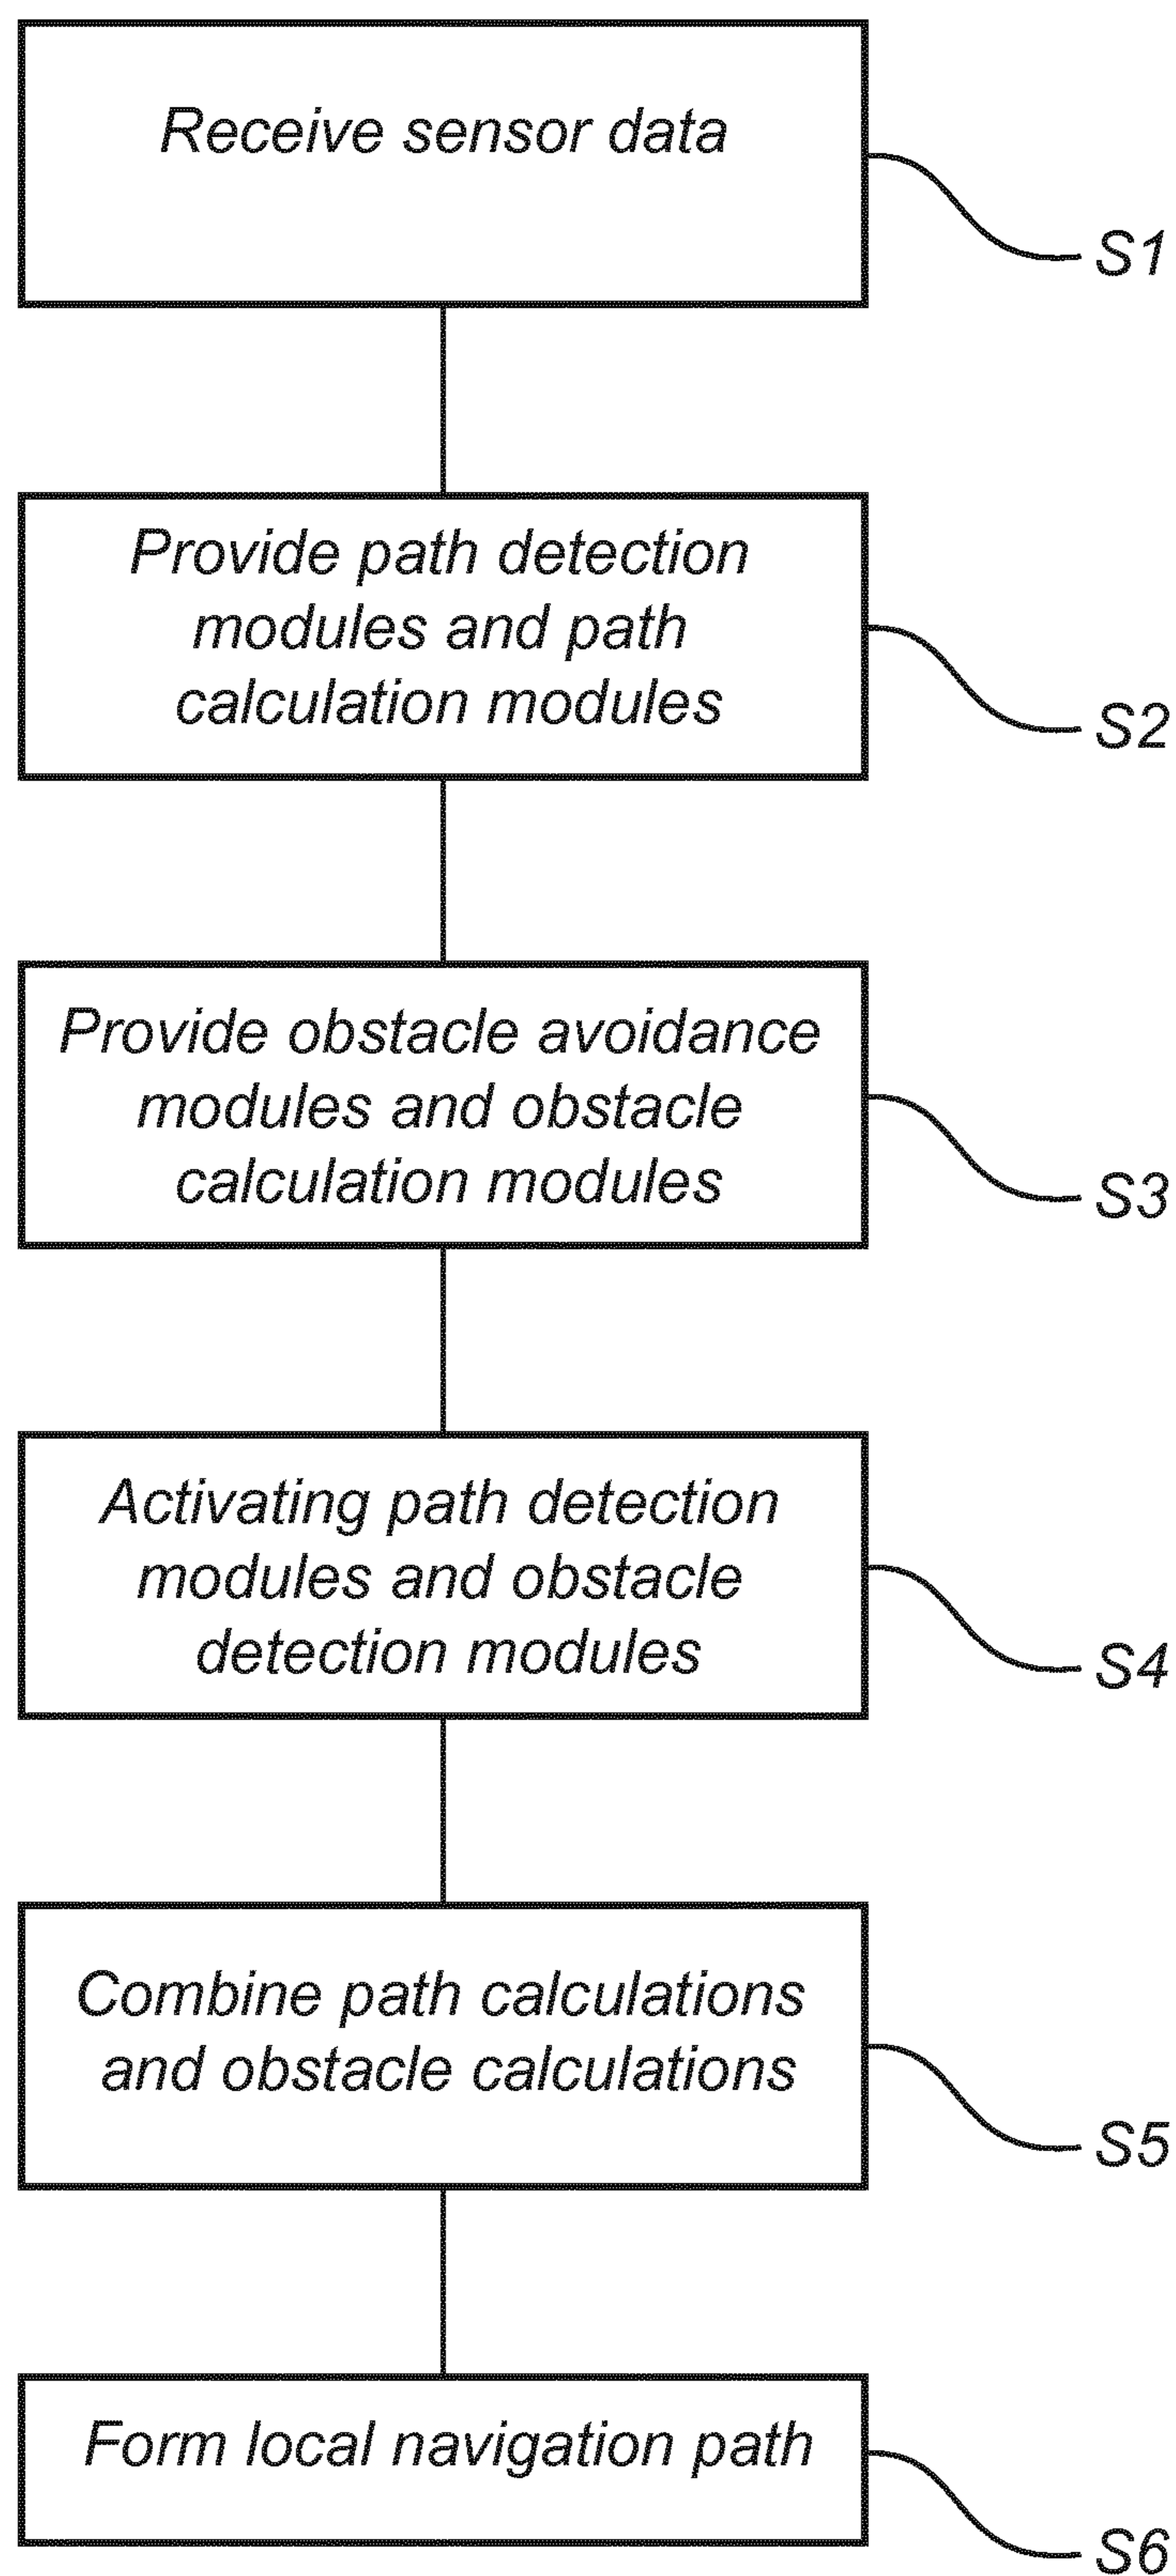 Receive sensor data
S1
Provide path detection
modules and path
calculation modules
S2
Provide obstacle avoidance
modules and obstacle
calculation modules
S3
Activating path detection
modules and obstacle
detection modules
S4
Combine path calculations
and obstacle calculations
S5
Form local navigation path
S6